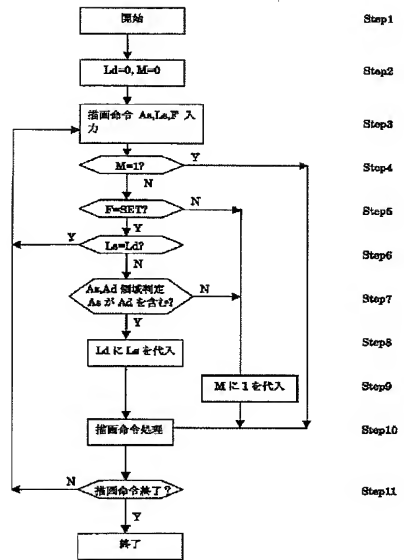 開始
Step1
Ld=0, M=0
Step2
描画命令 As,Ls,F 入
力
Step3
M=1?
Y
Step4
N
F=SET?
N
Step5
Y
Y
Ls=Ld?
Step6
N
As,Ad 領域判定
As が Ad を含む?
N
Step7
Y
Ld に Ls を代入
Step8
M に 1 を代入
Step9
描画命令処理
Step10
N
描画命令終了？
Step11
Y
終了